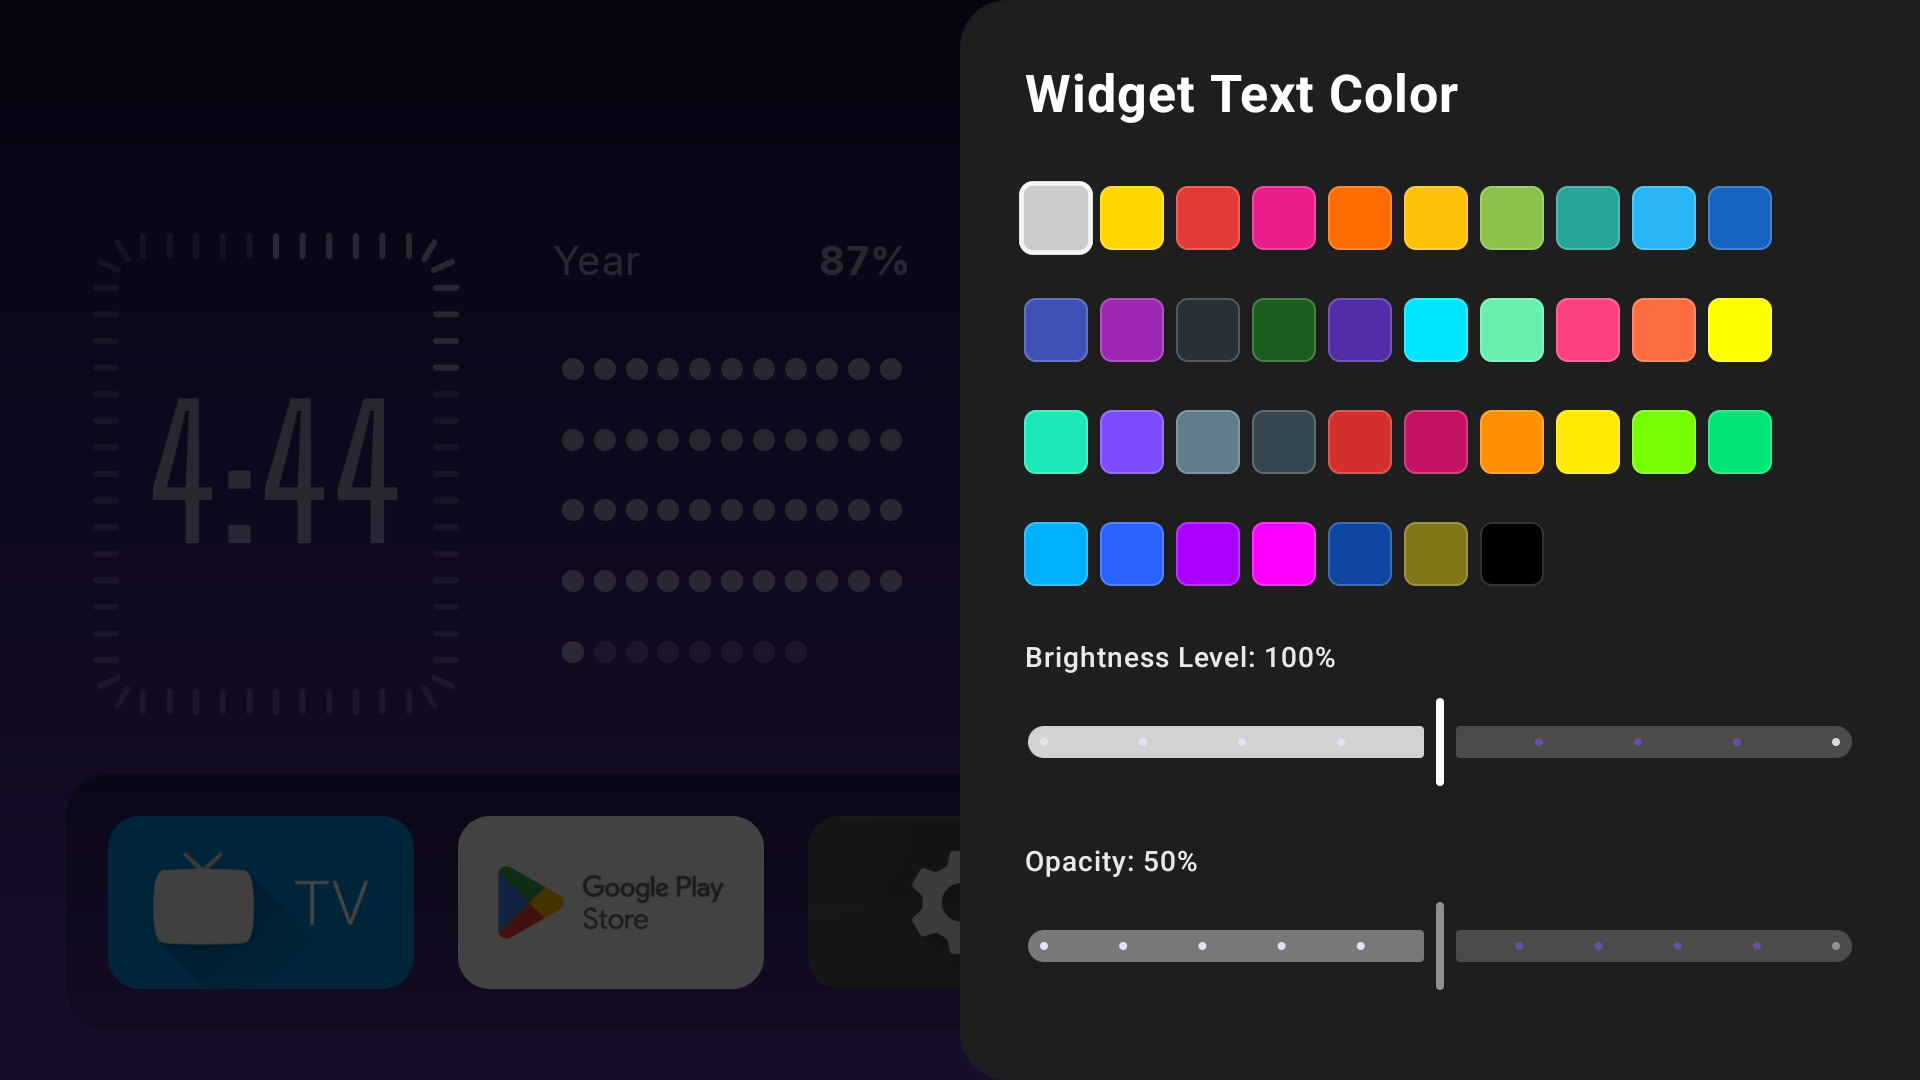 Widget Text Color
Year 87%
4:44
Brightness Level: 100%
Opacity: 50%
TV
Google Play
Store